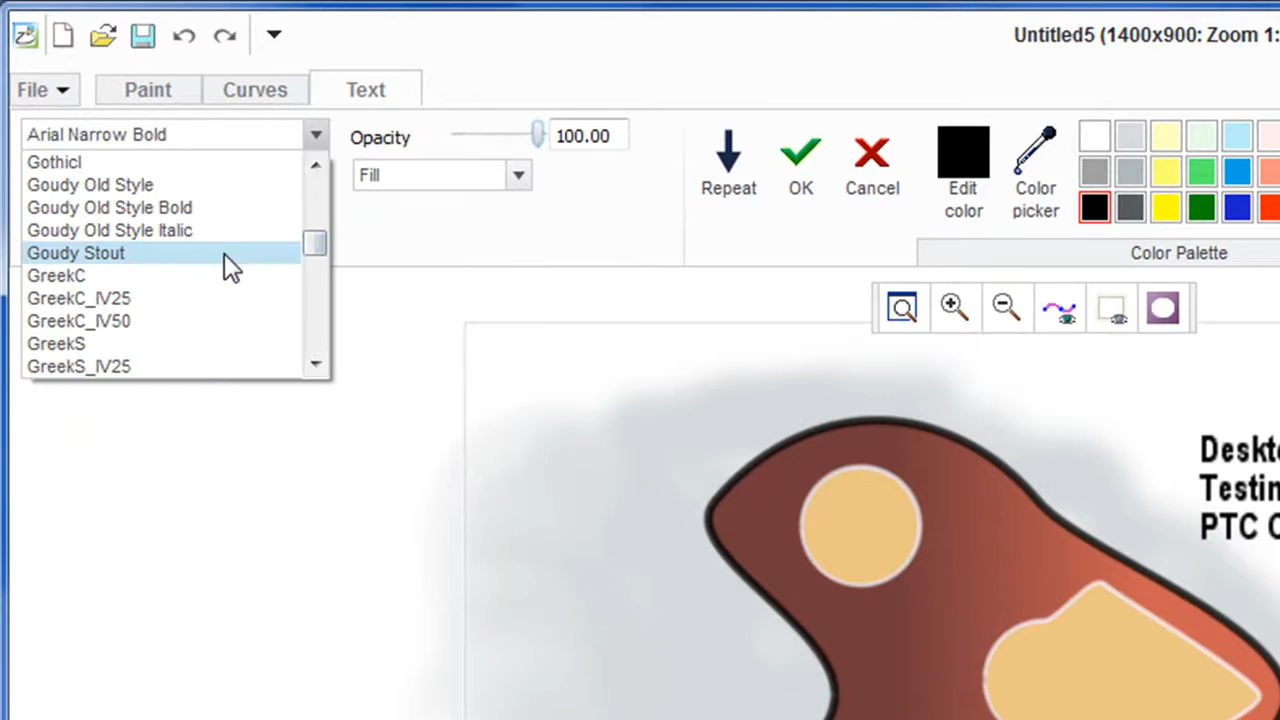 Untitled5 (1400x900: Zoom 1:
File Paint Curves Text
Arial Narrow Bold
Opacity 100.00
Fill
Gothicl
Goudy Old Style
Goudy Old Style Bold
Goudy Old Style Italic
Goudy Stout
GreekC
GreekC_IV25
GreekC_IV50
GreekS
GreekS_IV25
Repeat
OK
Cancel
Edit
color
Color
picker
Color Palette
Deskto
Testin
PTC C